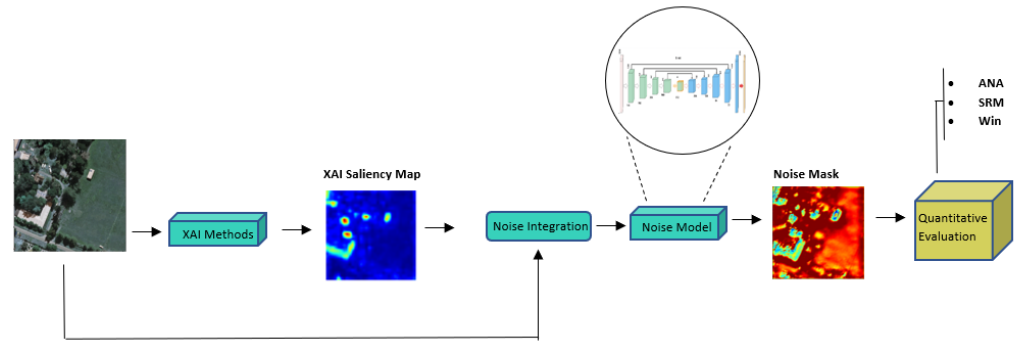 XAI Methods
XAI Saliency Map
Noise Integration
Noise Model
Noise Mask
Quantitative
Evaluation
• ANA
• SRM
• Win